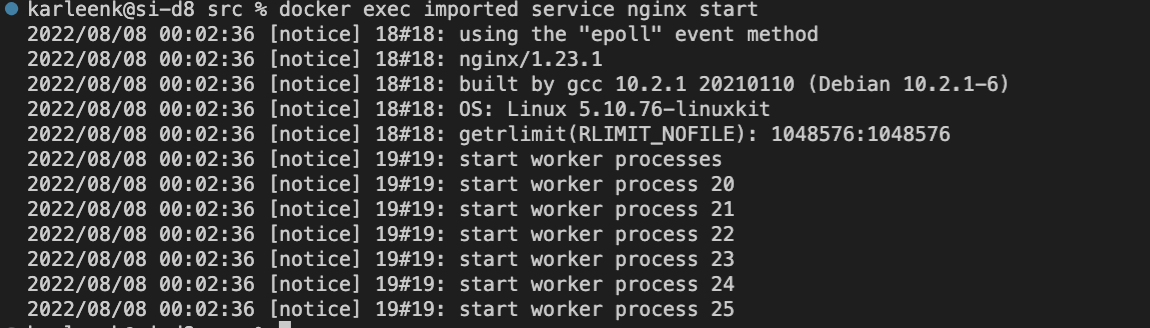 karleenk@si-d8 src % docker exec imported service nginx start
2022/08/08 00:02:36 [notice] 18#18: using the "epoll" event method
2022/08/08 00:02:36 [notice] 18#18: nginx/1.23.1
2022/08/08 00:02:36 [notice] 18#18: built by gcc 10.2.1 20210110 (Debian 10.2.1-6)
2022/08/08 00:02:36 [notice] 18#18: OS: Linux 5.10.76-linuxkit
2022/08/08 00:02:36 [notice] 18#18: getrlimit(RLIMIT_NOFILE): 1048576:1048576
2022/08/08 00:02:36 [notice] 19#19: start worker processes
2022/08/08 00:02:36 [notice] 19#19: start worker process 20
2022/08/08 00:02:36 [notice] 19#19: start worker process 21
2022/08/08 00:02:36 [notice] 19#19: start worker process 22
2022/08/08 00:02:36 [notice] 19#19: start worker process 23
2022/08/08 00:02:36 [notice] 19#19: start worker process 24
2022/08/08 00:02:36 [notice] 19#19: start worker process 25